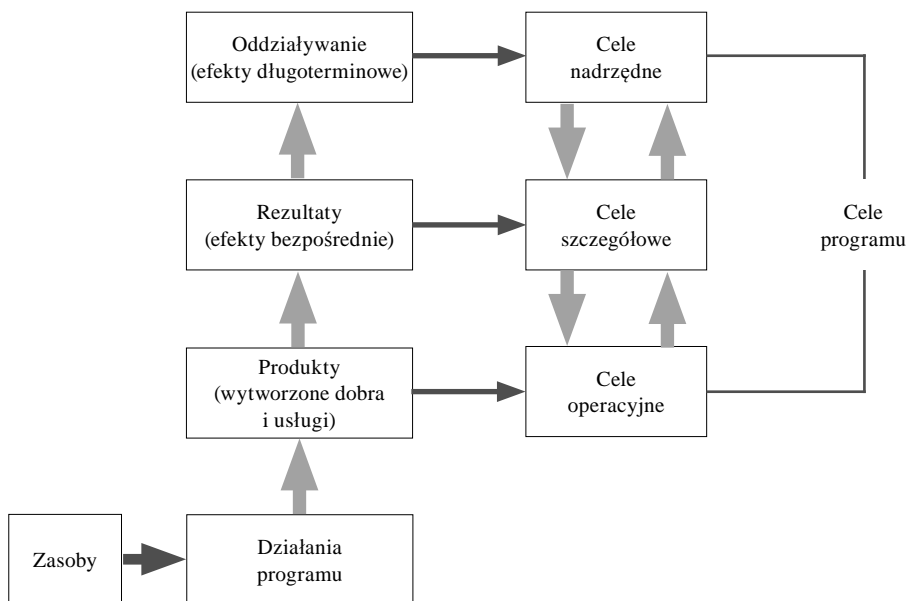 Oddziaływanie
(efekty długoterminowe)
Cele
nadrzędne
Rezultaty
(efekty bezpośrednie)
Cele
szczegółowe
Cele
programu
Produkty
(wytworzone dobra
i usługi)
Cele
operacyjne
Zasoby
Działania
programu